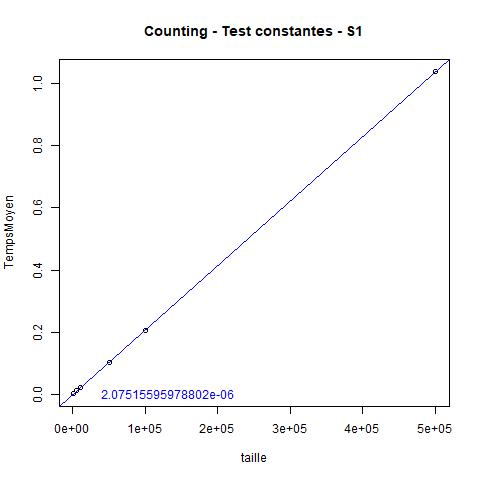 Counting - Test constantes - S1
TempsMoyen
1.0
0.8
0.6
0.4
0.2
0.0
2.07515595978802e-06
0e+00 1e+05 2e+05 3e+05 4e+05 5e+05
taille